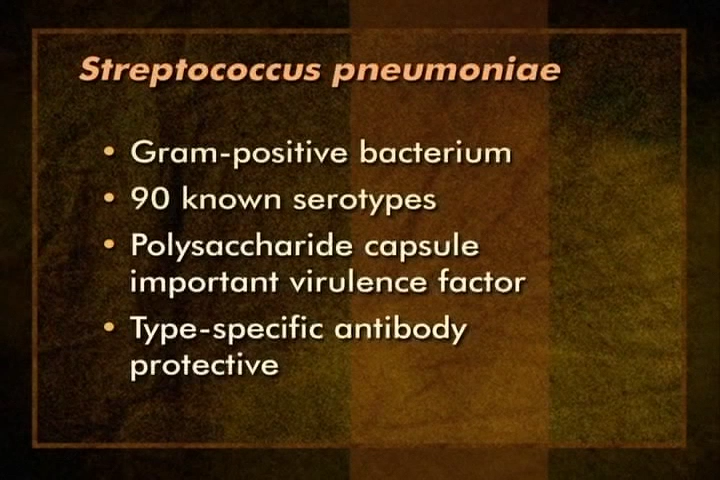 Streptococcus pneumoniae
• Gram-positive bacterium
• 90 known serotypes
• Polysaccharide capsule
important virulence factor
• Type-specific antibody
protective